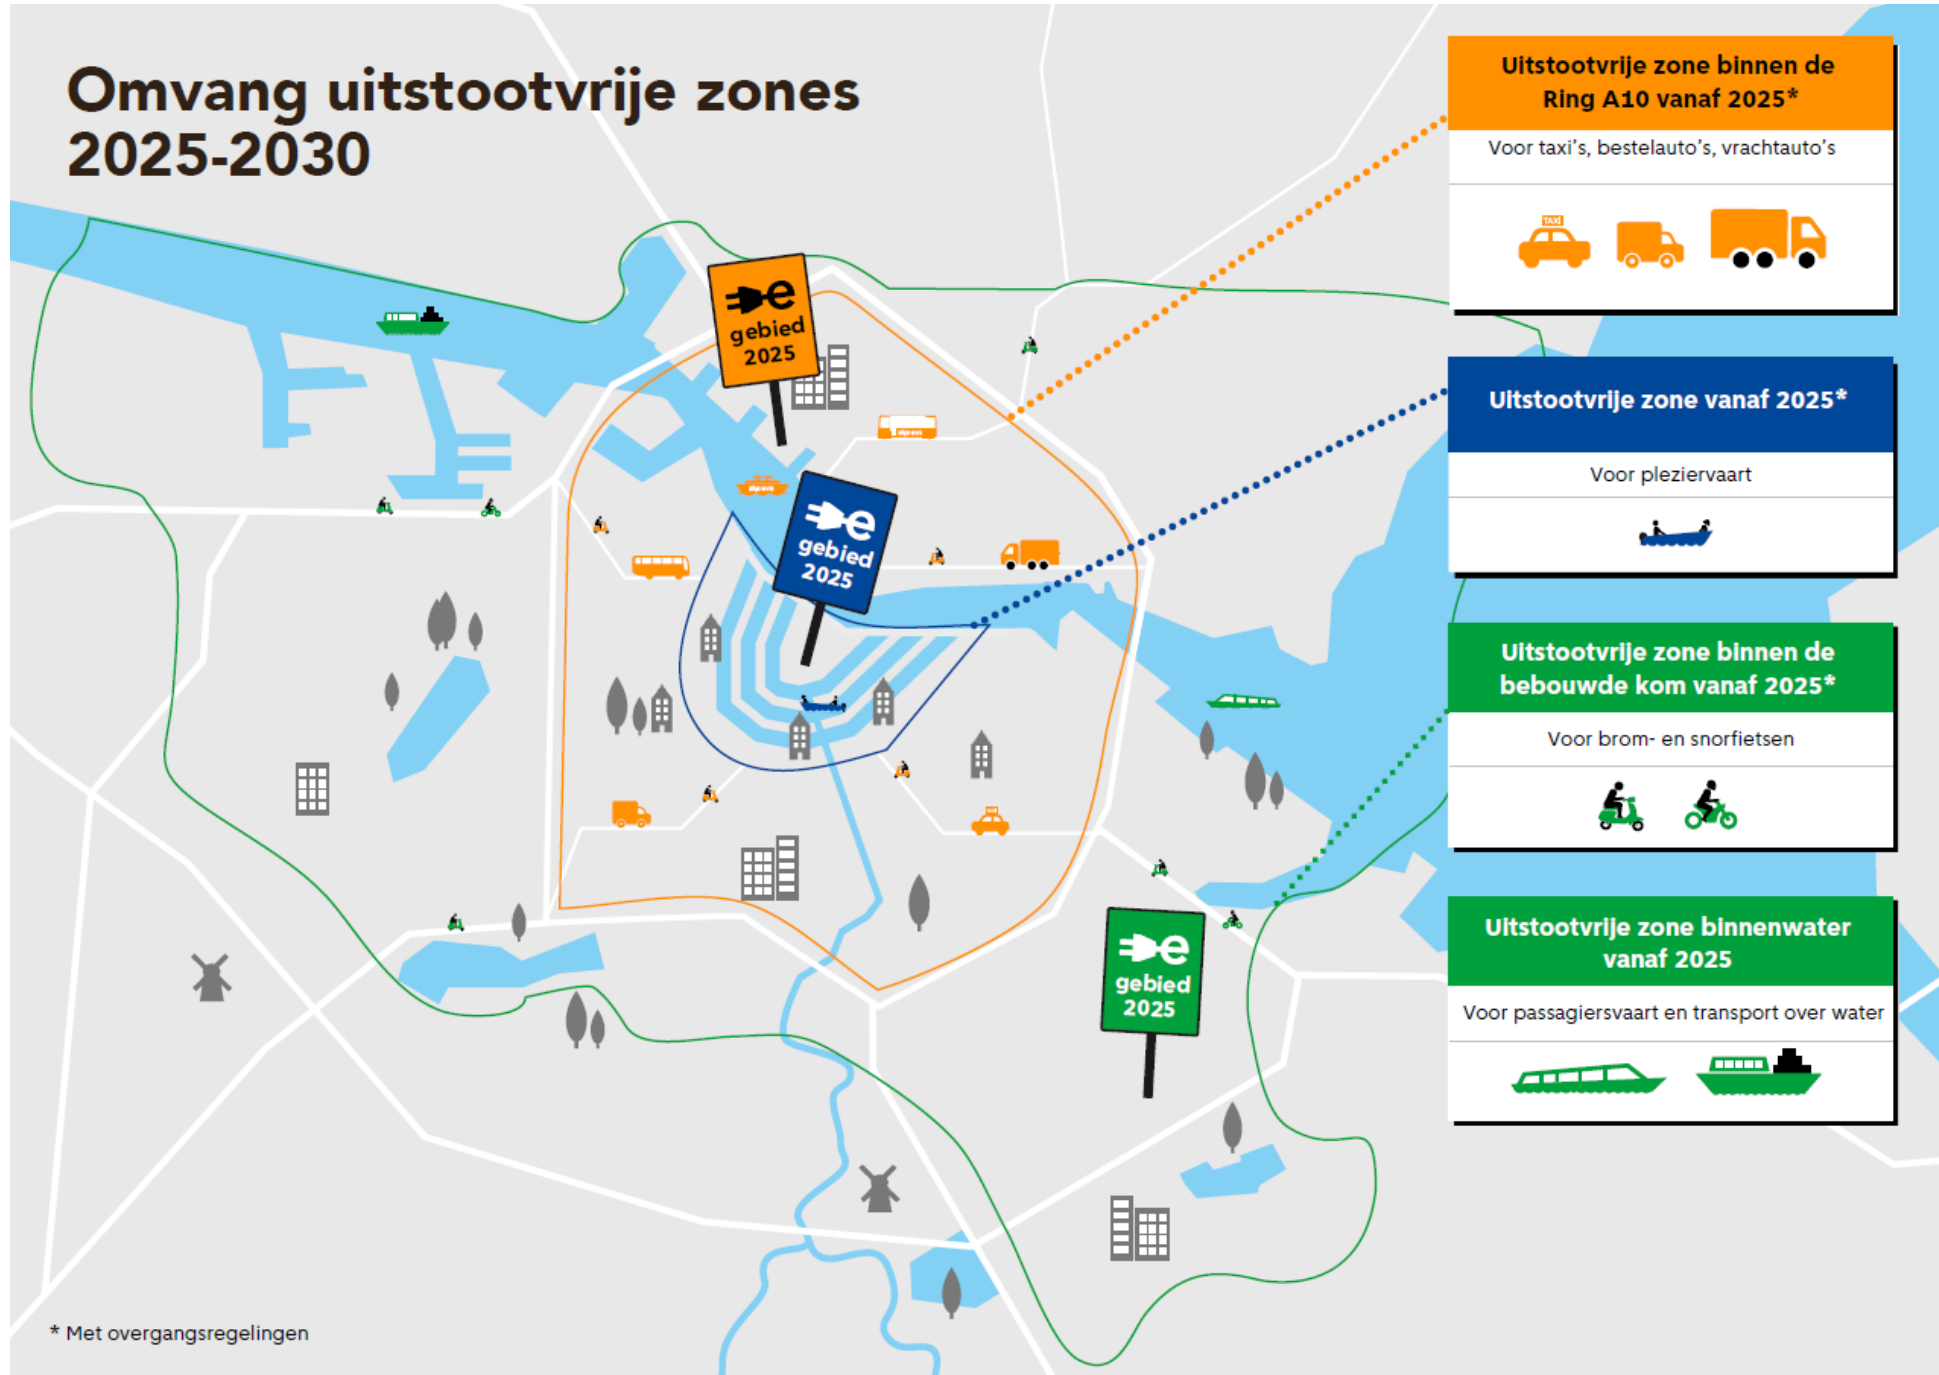 Omvang uitstootvrije zones
2025-2030
Uitstootvrije zone binnen de
Ring A10 vanaf 2025*
Voor taxi's, bestelauto's, vrachtauto's
TAXI
Uitstootvrije zone vanaf 2025*
Voor pleziervaart
Uitstootvrije zone binnen de
bebouwde kom vanaf 2025*
Voor brom- en snorfietsen
Uitstootvrije zone binnenwater
vanaf 2025
Voor passagiersvaart en transport over water
e
gebied
2025
e
gebied
2025
e
gebied
2025
* Met overgangsregelingen